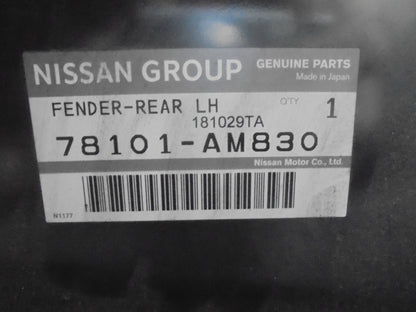 NISSAN GROUP GENUINE PARTS
Made in Japan
FENDER-REAR LH QTY 1
181029TA
78101-AM830
Nissan Motor Co., Ltd.
N1177